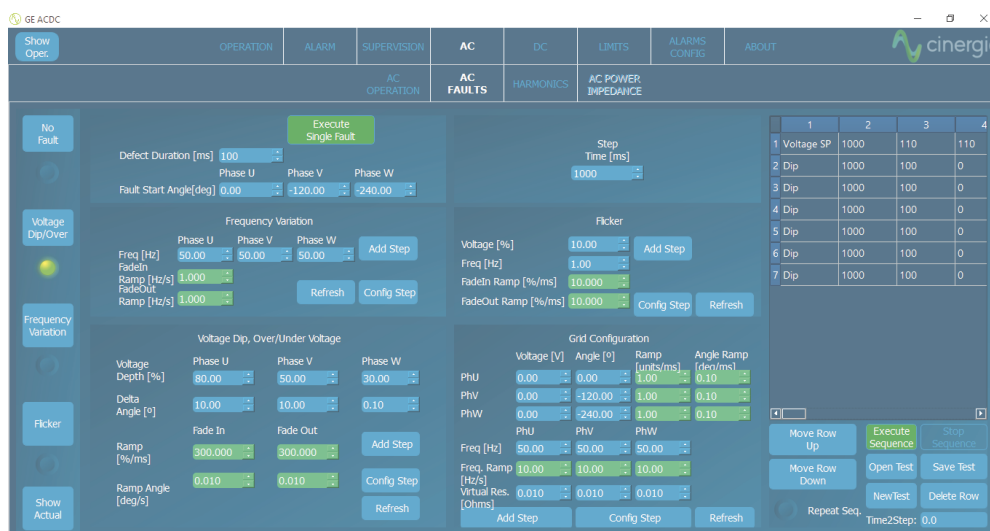 GE ACDC
Show Oper.
OPERATION ALARM SUPERVISION AC DC LIMITS ALARMS CONFIG ABOUT
cinergi
AC OPERATION AC FAULTS HARMONICS AC POWER IMPEDANCE
No Fault
Voltage Dip/Over
Frequency Variation
Flicker
Show Actual
Execute Single Fault
Defect Duration [ms] 100
Phase U Phase V Phase W
Fault Start Angle[deg] 0.00 -120.00 -240.00
Step Time [ms]
1000
Frequency Variation
Phase U Phase V Phase W
Freq [Hz] 50.00 50.00 50.00 Add Step
FadeIn Ramp [Hz/s] 1.000
FadeOut Ramp [Hz/s] 1.000 Refresh Config Step
Flicker
Voltage [%] 10.00 Add Step
Freq [Hz] 1.00
FadeIn Ramp [%/ms] 10.000
FadeOut Ramp [%/ms] 10.000 Config Step Refresh
Voltage Dip, Over/Under Voltage
Phase U Phase V Phase W
Voltage Depth [%] 80.00 50.00 30.00
Delta Angle [º] 10.00 10.00 0.10
Fade In Fade Out
Ramp [%/ms] 300.000 300.000 Add Step
Ramp Angle [deg/s] 0.010 0.010 Config Step
Refresh
Grid Configuration
Voltage [V] Angle [º] Ramp [units/ms] Angle Ramp [deg/ms]
PhU 0.00 0.00 1.00 0.10
PhV 0.00 -120.00 1.00 0.10
PhW 0.00 -240.00 1.00 0.10
PhU PhV PhW
Freq [Hz] 50.00 50.00 50.00
Freq. Ramp [Hz/s] 10.00 10.00 10.00
Virtual Res. [Ohms] 0.010 0.010 0.010
Add Step Config Step Refresh
1 2 3 4
1 Voltage SP 1000 110 110
2 Dip 1000 100 0
3 Dip 1000 100 0
4 Dip 1000 100 0
5 Dip 1000 100 0
6 Dip 1000 100 0
7 Dip 1000 100 0
Move Row Up Execute Sequence Stop Sequence
Move Row Down Open Test Save Test
NewTest Delete Row
Repeat Seq. Time2Step: 0.0